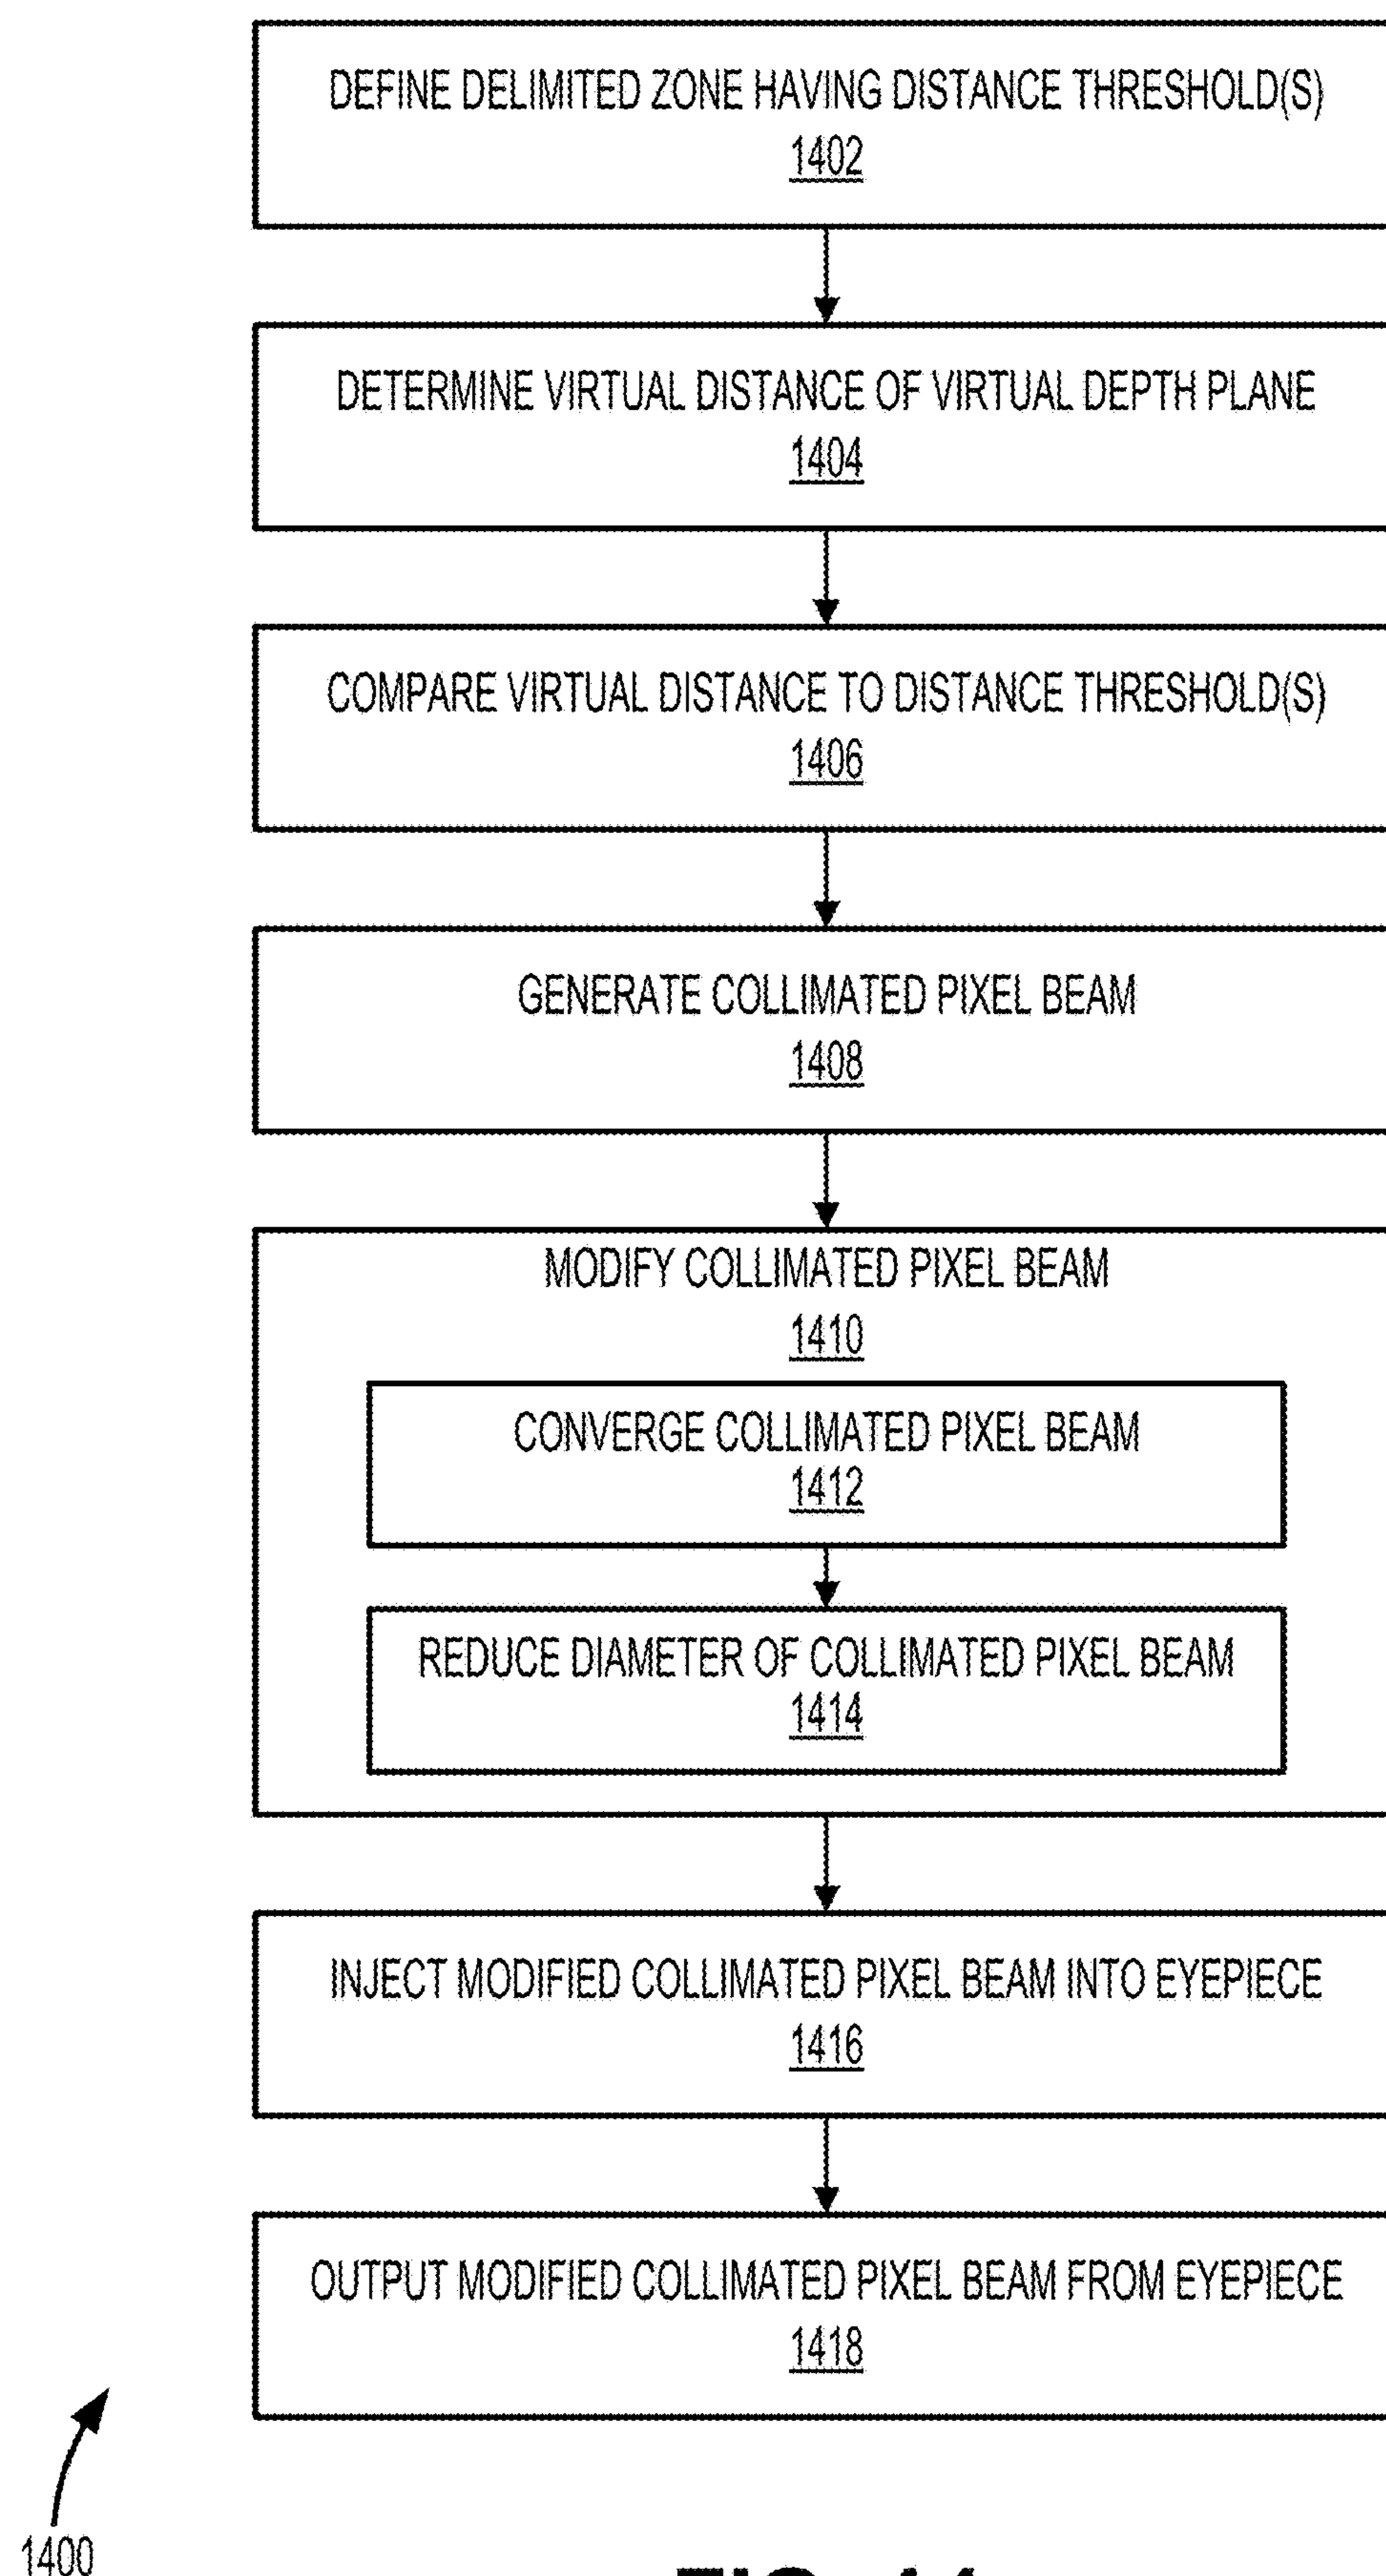 DEFINE DELIMITED ZONE HAVING DISTANCE THRESHOLD(S)
1402
DETERMINE VIRTUAL DISTANCE OF VIRTUAL DEPTH PLANE
1404
COMPARE VIRTUAL DISTANCE TO DISTANCE THRESHOLD(S)
1406
GENERATE COLLIMATED PIXEL BEAM
1408
MODIFY COLLIMATED PIXEL BEAM
1410
CONVERGE COLLIMATED PIXEL BEAM
1412
REDUCE DIAMETER OF COLLIMATED PIXEL BEAM
1414
INJECT MODIFIED COLLIMATED PIXEL BEAM INTO EYEPIECE
1416
OUTPUT MODIFIED COLLIMATED PIXEL BEAM FROM EYEPIECE
1418
1400